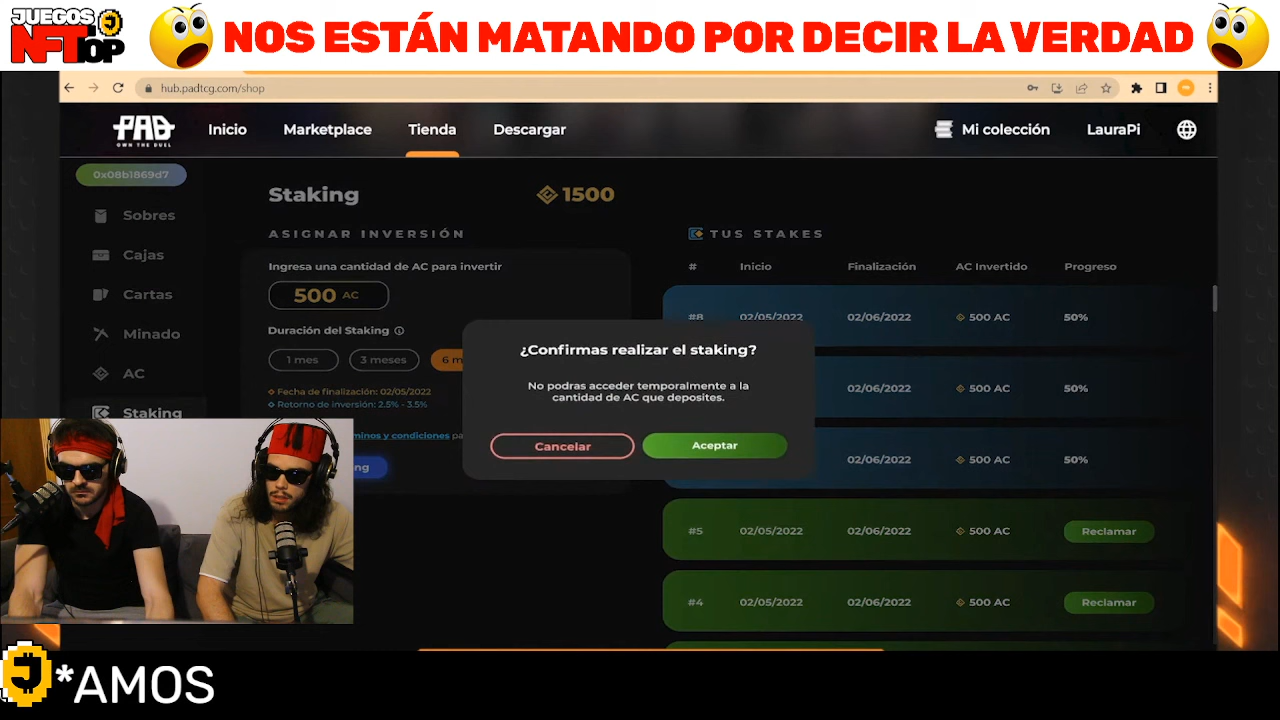 JUEGOS
NFT TOP
NOS ESTÁN MATANDO POR DECIR LA VERDAD
hub.padtcg.com/shop
PAD
OWN THE DUEL
Inicio
Marketplace
Tienda
Descargar
Mi colección
LauraPi
0x08b1869d7
Sobres
Cajas
Cartas
Minado
AC
Staking
Staking
1500
ASIGNAR INVERSIÓN
Ingresa una cantidad de AC para invertir
500 AC
Duración del Staking
1 mes
3 meses
6 m
Fecha de finalización: 02/05/2022
Retorno de inversión: 2.5% - 3.5%
minos y condiciones pa
ng
¿Confirmas realizar el staking?
No podras acceder temporalmente a la
cantidad de AC que deposites.
Cancelar
Aceptar
TUS STAKES
# Inicio Finalización AC Invertido Progreso
#8 02/05/2022 02/06/2022 500 AC 50%
02/06/2022 500 AC 50%
02/06/2022 500 AC 50%
#5 02/05/2022 02/06/2022 500 AC Reclamar
#4 02/05/2022 02/06/2022 500 AC Reclamar
*AMOS